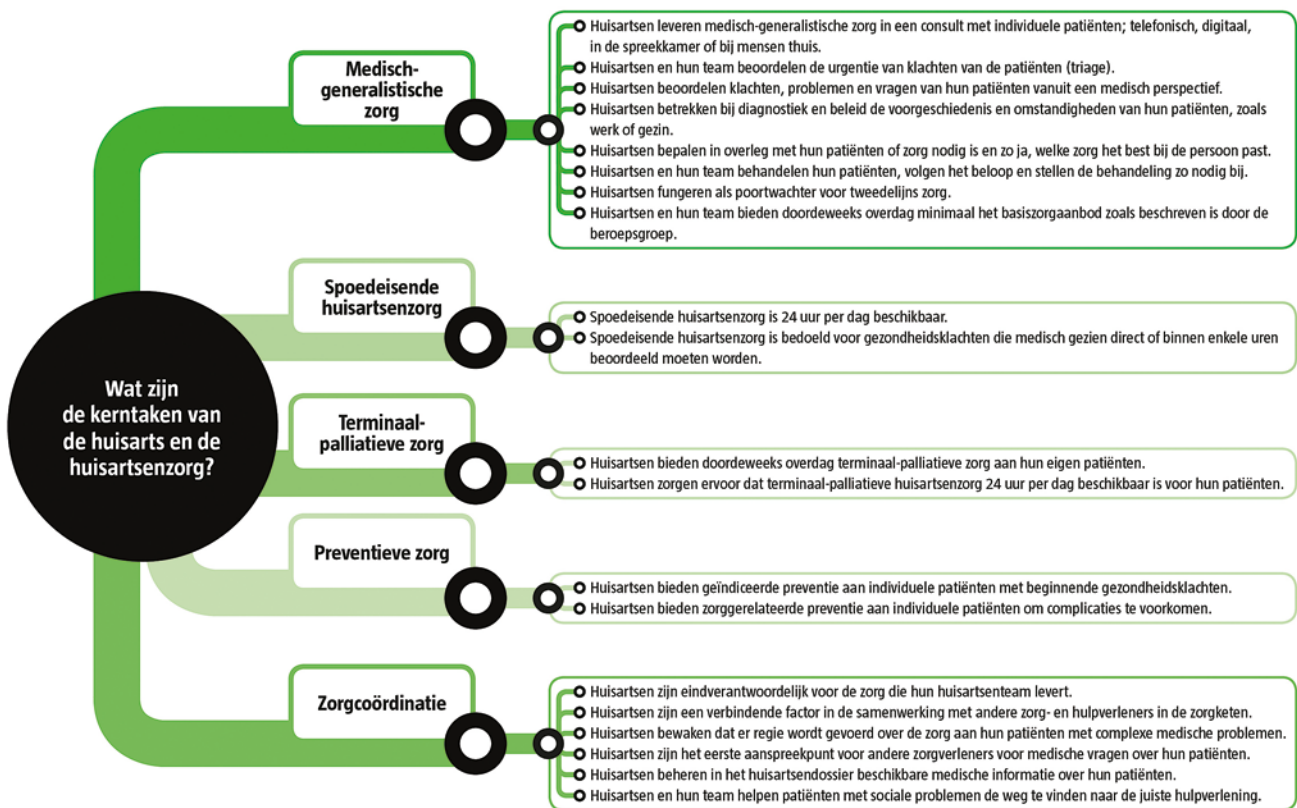 Wat zijn
de kerntaken van
de huisarts en de
huisartsenzorg?
Medisch-
generalistische
zorg
Huisartsen leveren medisch-generalistische zorg in een consult met individuele patiënten; telefonisch, digitaal,
in de spreekkamer of bij mensen thuis.
Huisartsen en hun team beoordelen de urgentie van klachten van de patiënten (triage).
Huisartsen beoordelen klachten, problemen en vragen van hun patiënten vanuit een medisch perspectief.
Huisartsen betrekken bij diagnostiek en beleid de voorgeschiedenis en omstandigheden van hun patiënten, zoals
werk of gezin.
Huisartsen bepalen in overleg met hun patiënten of zorg nodig is en zo ja, welke zorg het best bij de persoon past.
Huisartsen en hun team behandelen hun patiënten, volgen het beloop en stellen de behandeling zo nodig bij.
Huisartsen fungeren als poortwachter voor tweedelijns zorg.
Huisartsen en hun team bieden doordeweeks overdag minimaal het basiszorgaanbod zoals beschreven is door de
beroepsgroep.
Spoedeisende
huisartsenzorg
Spoedeisende huisartsenzorg is 24 uur per dag beschikbaar.
Spoedeisende huisartsenzorg is bedoeld voor gezondheidsklachten die medisch gezien direct of binnen enkele uren
beoordeeld moeten worden.
Terminaal-
palliatieve zorg
Huisartsen bieden doordeweeks overdag terminaal-palliatieve zorg aan hun eigen patiënten.
Huisartsen zorgen ervoor dat terminaal-palliatieve huisartsenzorg 24 uur per dag beschikbaar is voor hun patiënten.
Preventieve zorg
Huisartsen bieden geïndiceerde preventie aan individuele patiënten met beginnende gezondheidsklachten.
Huisartsen bieden zorggerelateerde preventie aan individuele patiënten om complicaties te voorkomen.
Zorgcoördinatie
Huisartsen zijn eindverantwoordelijk voor de zorg die hun huisartsenteam levert.
Huisartsen zijn een verbindende factor in de samenwerking met andere zorg- en hulpverleners in de zorgketen.
Huisartsen bewaken dat er regie wordt gevoerd over de zorg aan hun patiënten met complexe medische problemen.
Huisartsen zijn het eerste aanspreekpunt voor andere zorgverleners voor medische vragen over hun patiënten.
Huisartsen beheren in het huisartsendossier beschikbare medische informatie over hun patiënten.
Huisartsen en hun team helpen patiënten met sociale problemen de weg te vinden naar de juiste hulpverlening.